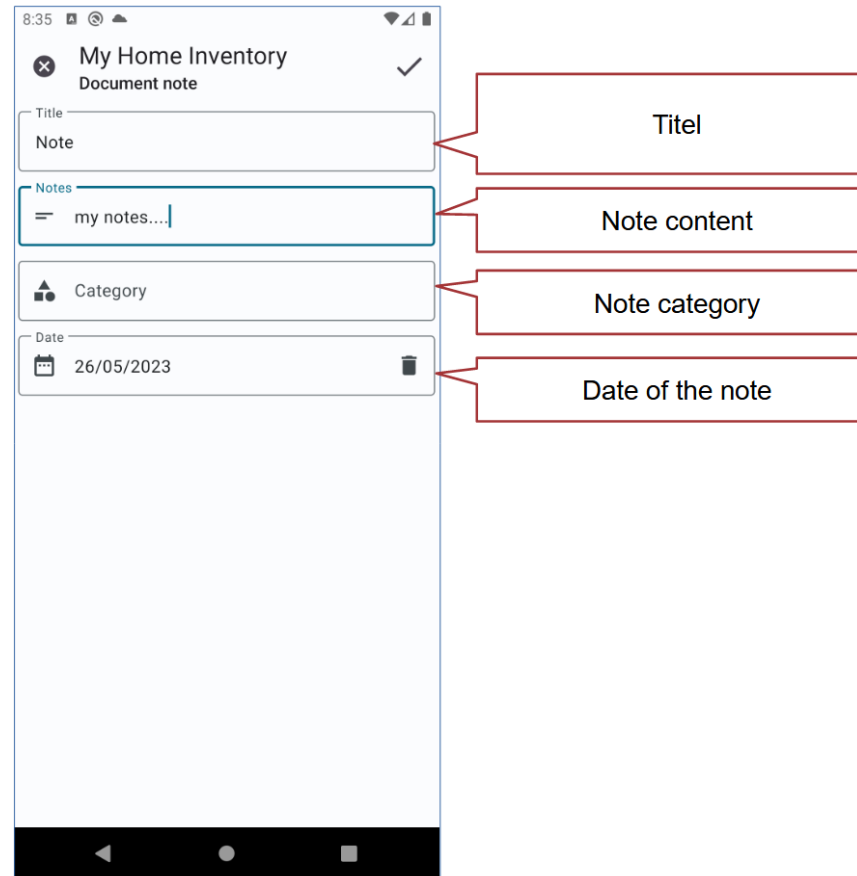 8:35
My Home Inventory
Document note
Title
Note
Titel
Notes
my notes....
Note content
Category
Note category
Date
26/05/2023
Date of the note